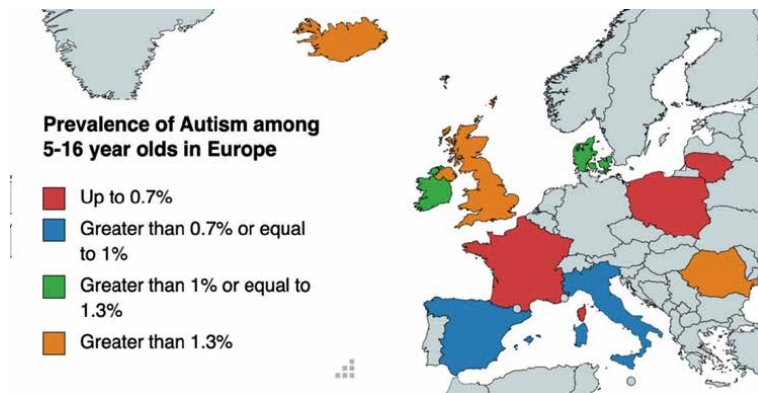 Prevalence of Autism among
5-16 year olds in Europe
Up to 0.7%
Greater than 0.7% or equal
to 1%
Greater than 1% or equal to
1.3%
Greater than 1.3%